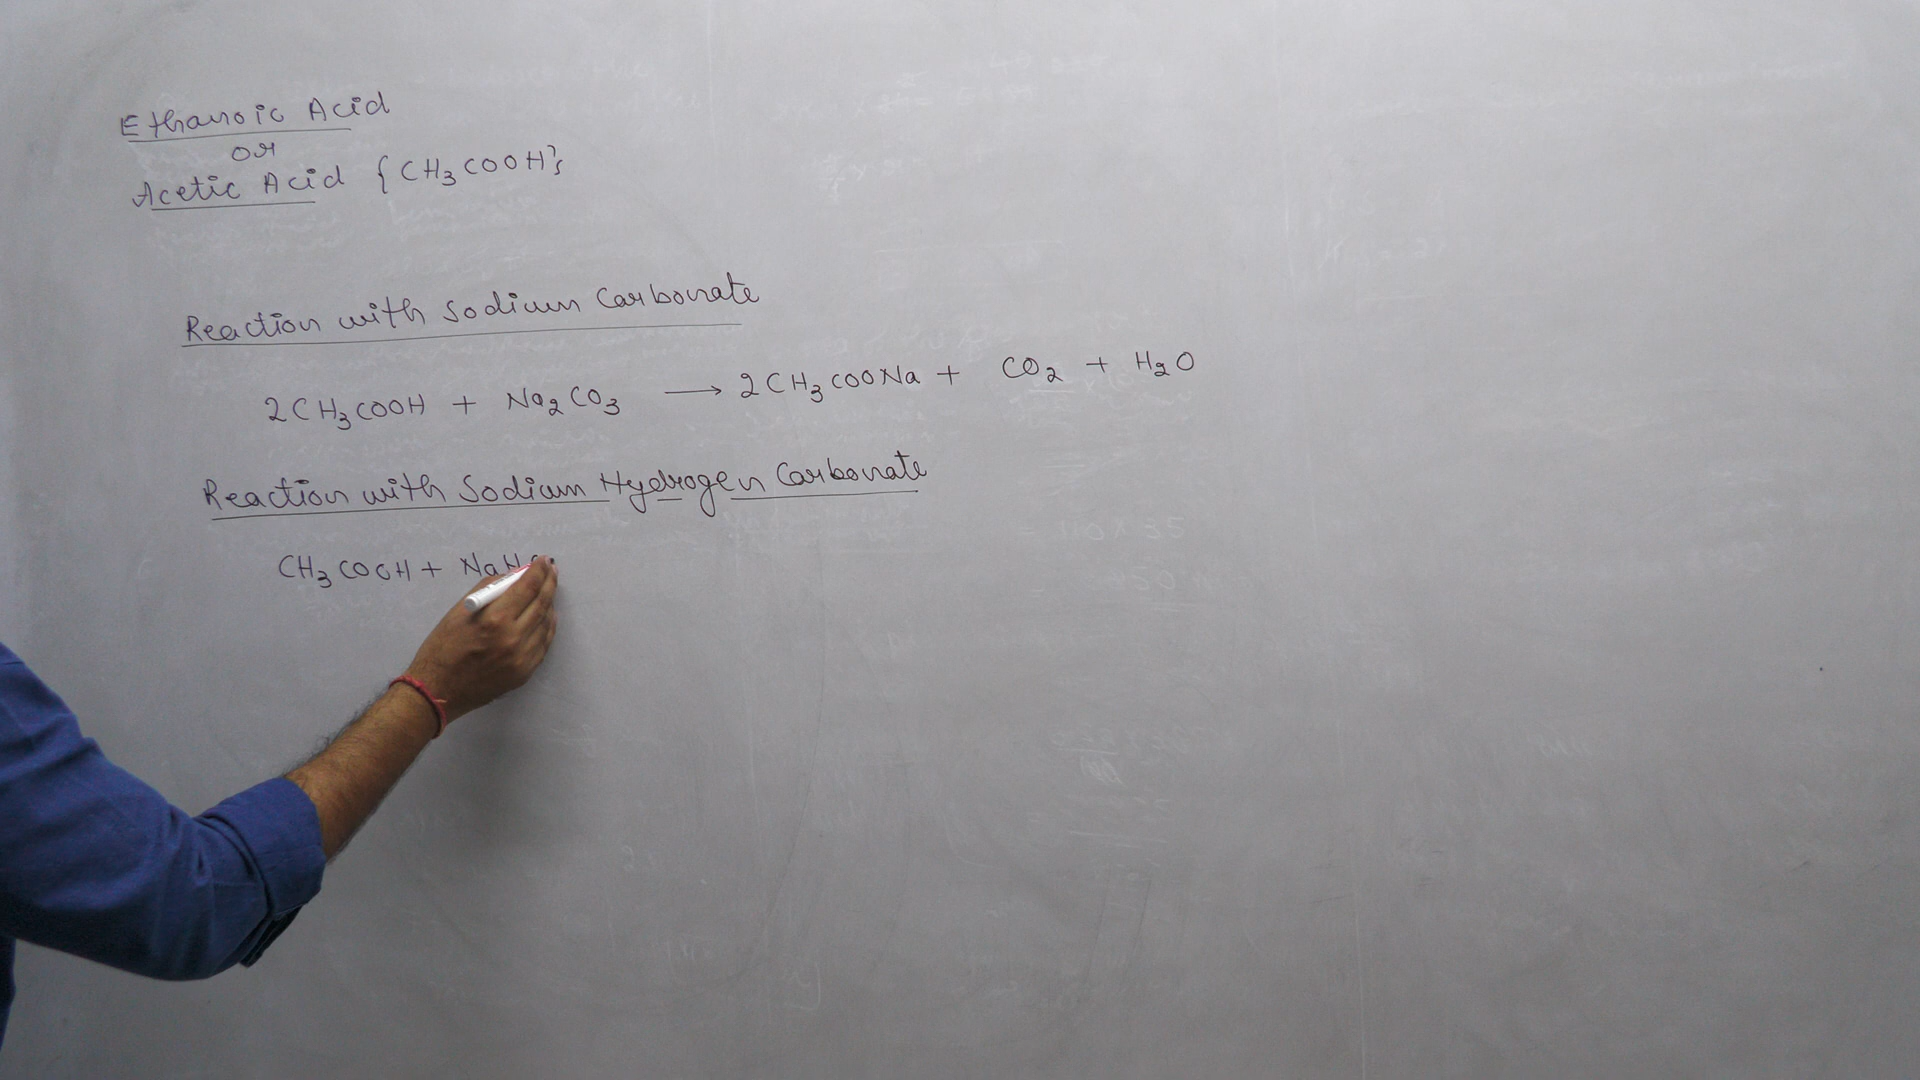 Ethanoic Acid
or
Acetic Acid {CH₃COOH}
Reaction with Sodium Carbonate
2CH₃COOH + Na₂CO₃ → 2CH₃COONa + CO₂ + H₂O
Reaction with Sodium Hydrogen Carbonate
CH₃COOH + NaHC